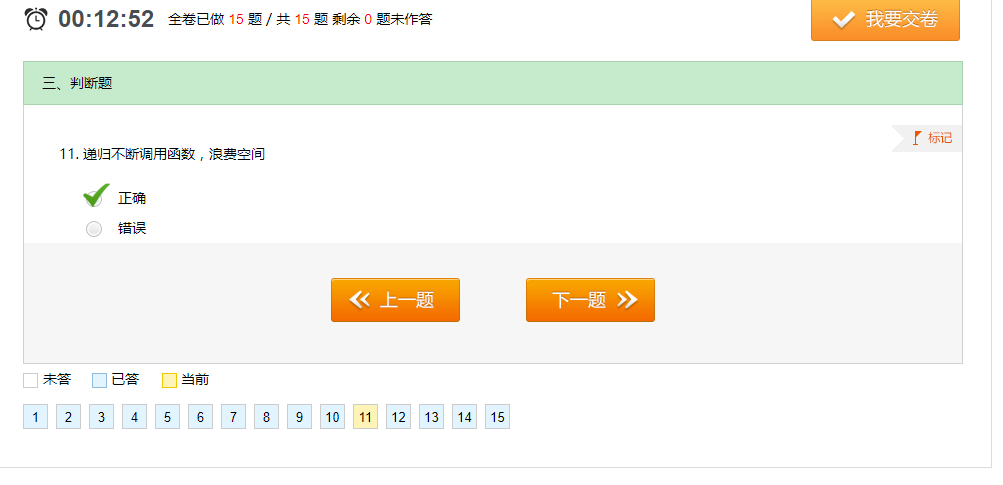 00:12:52 全卷已做 15 题 / 共 15 题 剩余 0 题未作答 我要交卷
三、判断题
标记
11. 递归不断调用函数，浪费空间
正确
错误
上一题 下一题
未答 已答 当前
1 2 3 4 5 6 7 8 9 10 11 12 13 14 15